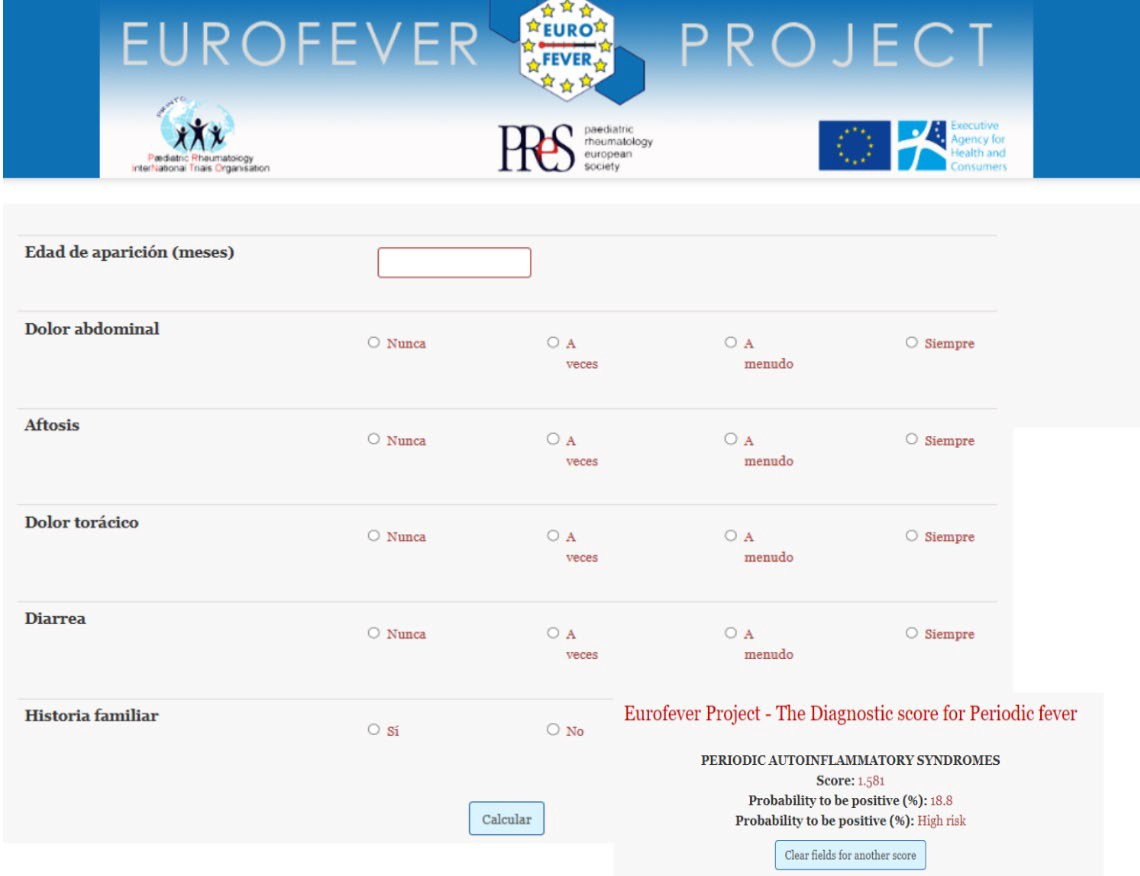 EUROFEVER PROJECT
EURO
FEVER
PRINTO
Pædiatric Rheumatology
InterNational Trials Organisation
PReS
paediatric
rheumatology
european
society
Executive
Agency for
Health and
Consumers
Edad de aparición (meses)
Dolor abdominal
Nunca
A veces
A menudo
Siempre
Aftosis
Nunca
A veces
A menudo
Siempre
Dolor torácico
Nunca
A veces
A menudo
Siempre
Diarrea
Nunca
A veces
A menudo
Siempre
Historia familiar
Sí
No
Calcular
Eurofever Project - The Diagnostic score for Periodic fever
PERIODIC AUTOINFLAMMATORY SYNDROMES
Score: 1.581
Probability to be positive (%): 18.8
Probability to be positive (%): High risk
Clear fields for another score